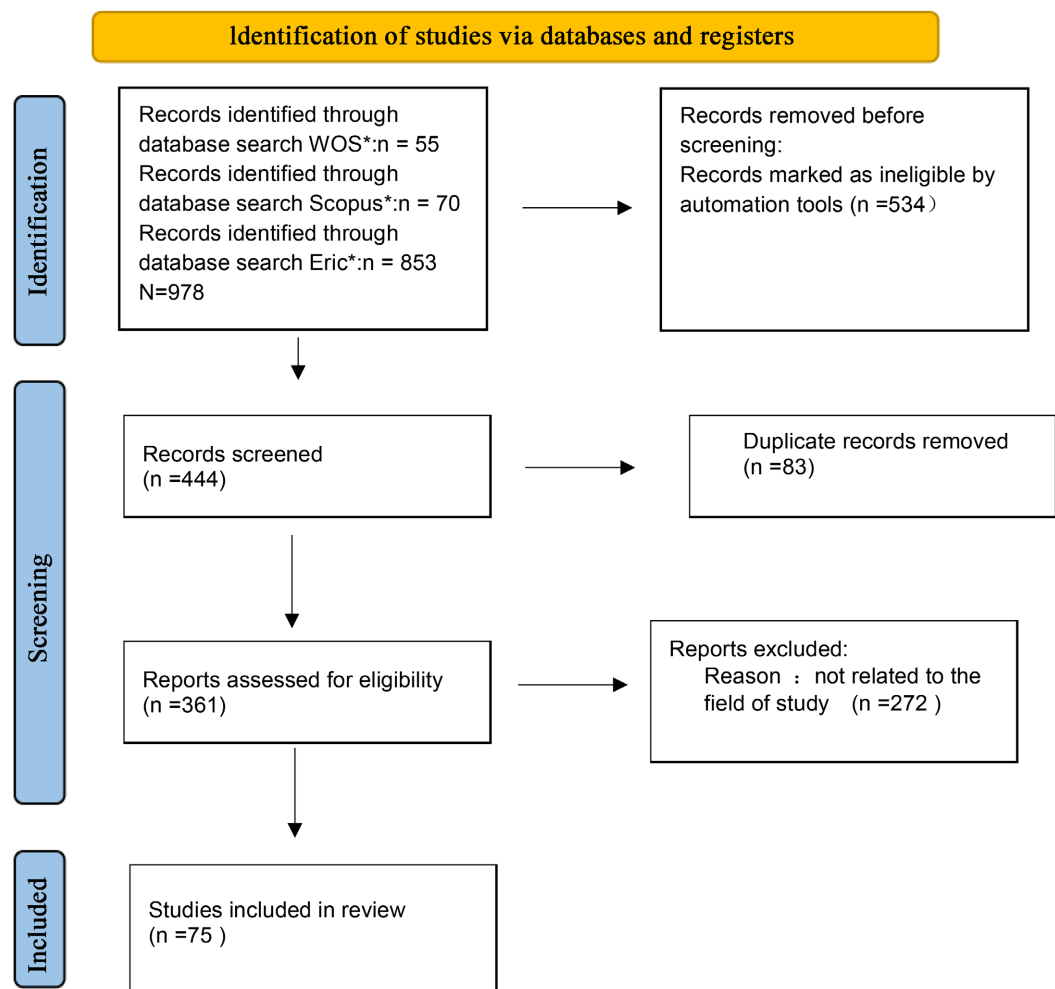 Identification of studies via databases and registers
Identification
Records identified through
database search WOS*:n = 55
Records identified through
database search Scopus*:n = 70
Records identified through
database search Eric*:n = 853
N=978
Records removed before
screening:
Records marked as ineligible by
automation tools (n =534）
Screening
Records screened
(n =444)
Duplicate records removed
(n =83)
Reports assessed for eligibility
(n =361)
Reports excluded:
Reason ：not related to the
field of study (n =272 )
Included
Studies included in review
(n =75 )